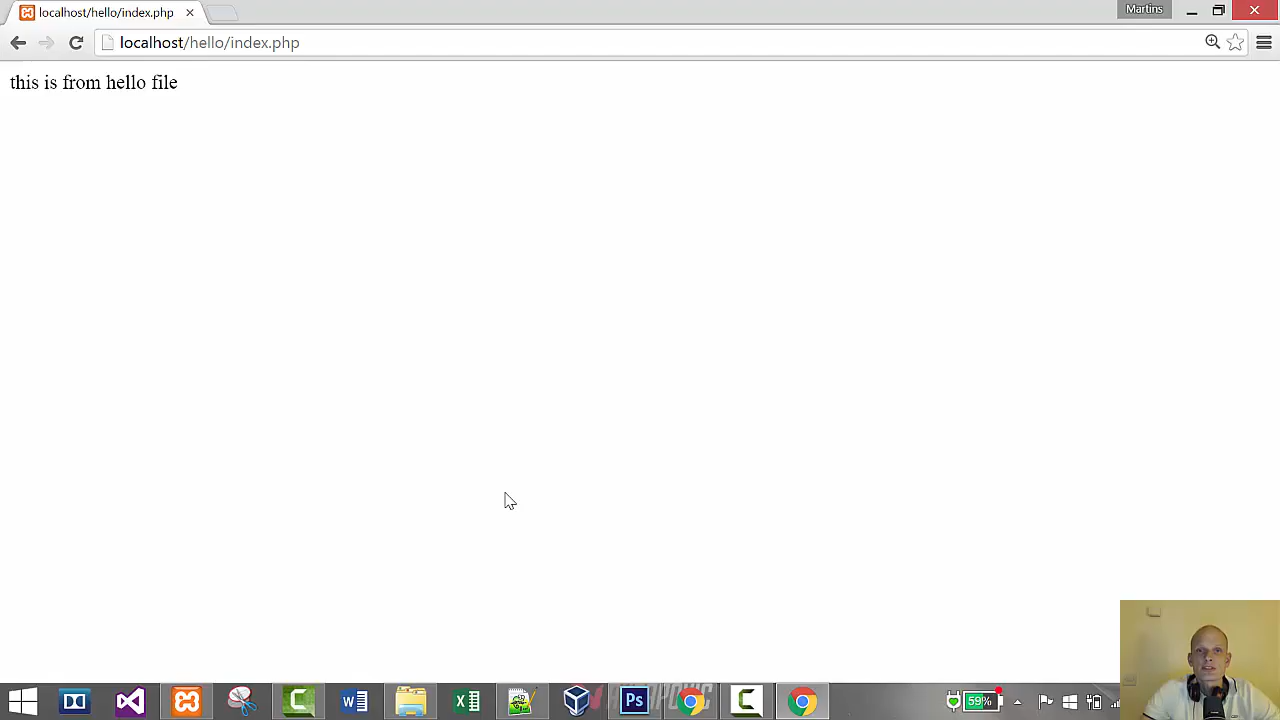 localhost/hello/index.php
Martins
localhost/hello/index.php
this is from hello file
59%